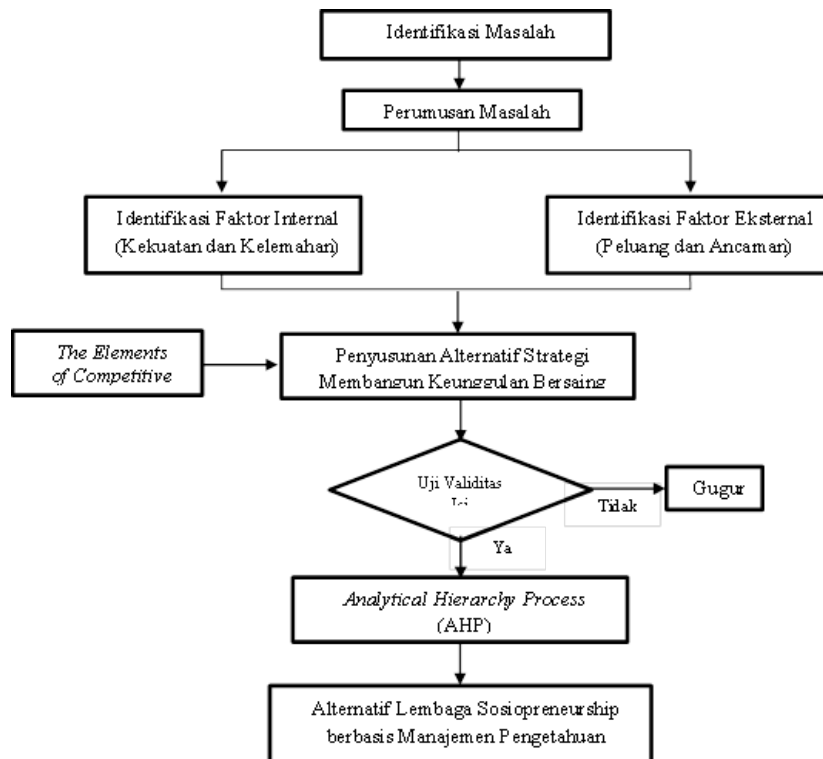 Identifikasi Masalah
Perumusan Masalah
Identifikasi Faktor Internal
(Kekuatan dan Kelemahan)
Identifikasi Faktor Eksternal
(Peluang dan Ancaman)
The Elements
of Competitive
Penyusunan Alternatif Strategi
Membangun Keunggulan Bersaing
Uji Validitas
Tidak
Gugur
Ya
Analytical Hierarchy Process
(AHP)
Alternatif Lembaga Sosiopreneurship
berbasis Manajemen Pengetahuan